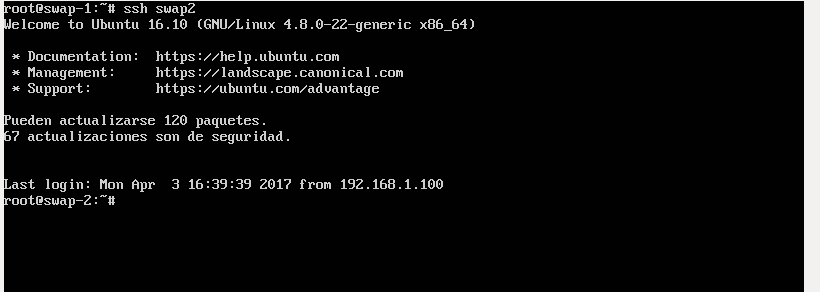 root@swap-1:~# ssh swap2
Welcome to Ubuntu 16.10 (GNU/Linux 4.8.0-22-generic x86_64)
* Documentation:  https://help.ubuntu.com
* Management:     https://landscape.canonical.com
* Support:        https://ubuntu.com/advantage
Pueden actualizarse 120 paquetes.
67 actualizaciones son de seguridad.
Last login: Mon Apr  3 16:39:39 2017 from 192.168.1.100
root@swap-2:~#